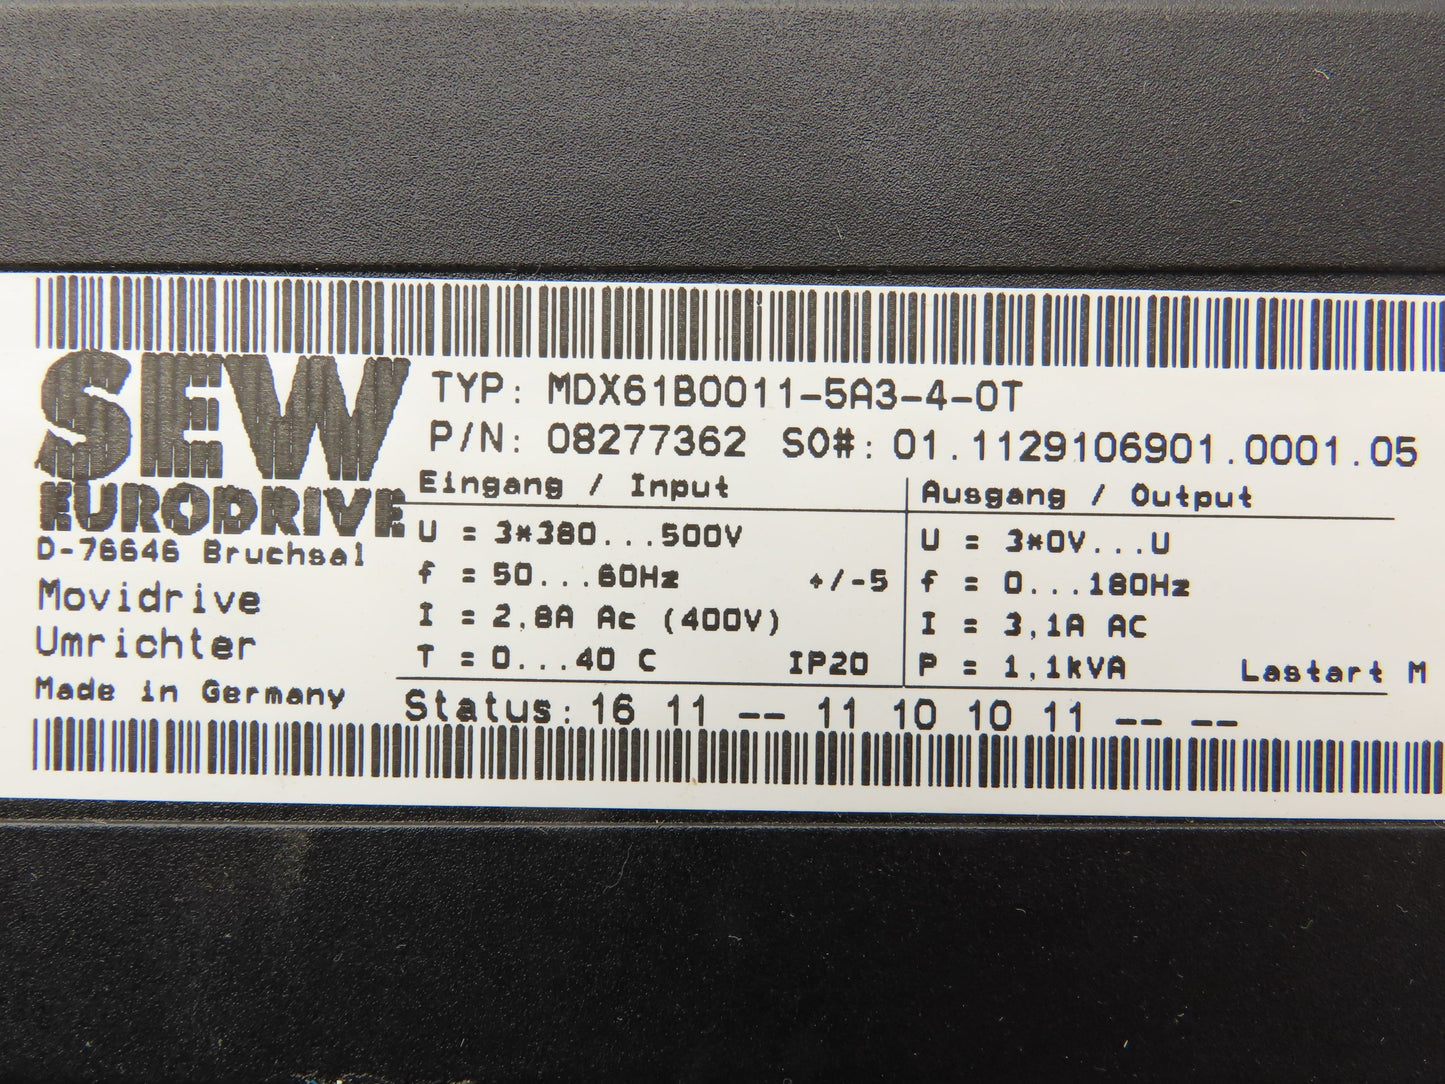 SEW
EURODRIVE
D-76646 Bruchsal
Movidrive
Umrichter
Made in Germany
TYP: MDX61B0011-5A3-4-0T
P/N: 08277362 SO#: 01.1129106901.0001.05
Eingang / Input
U = 3*380...500V
f = 50...60Hz +/-5
I = 2,8A Ac (400V)
T = 0...40 C IP20
Ausgang / Output
U = 3*0V...U
f = 0...180Hz
I = 3,1A AC
P = 1,1kVA Lastart M
Status: 16 11 -- 11 10 10 11 -- --